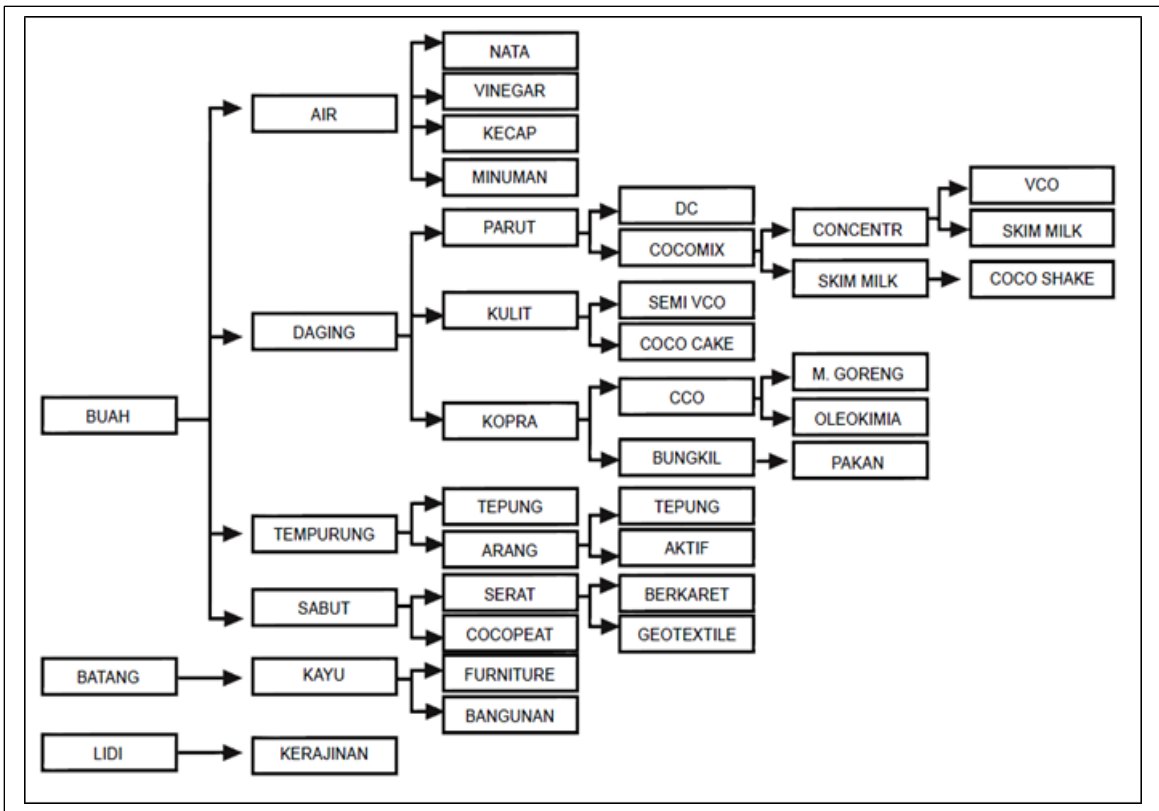 BUAH
AIR
NATA
VINEGAR
KECAP
MINUMAN
DAGING
PARUT
DC
COCOMIX
CONCENTR
VCO
SKIM MILK
SKIM MILK
COCO SHAKE
KULIT
SEMI VCO
COCO CAKE
KOPRA
CCO
M. GORENG
OLEOKIMIA
BUNGKIL
PAKAN
TEMPURUNG
TEPUNG
ARANG
TEPUNG
AKTIF
SABUT
SERAT
BERKARET
GEOTEXTILE
COCOPEAT
BATANG
KAYU
FURNITURE
BANGUNAN
LIDI
KERAJINAN